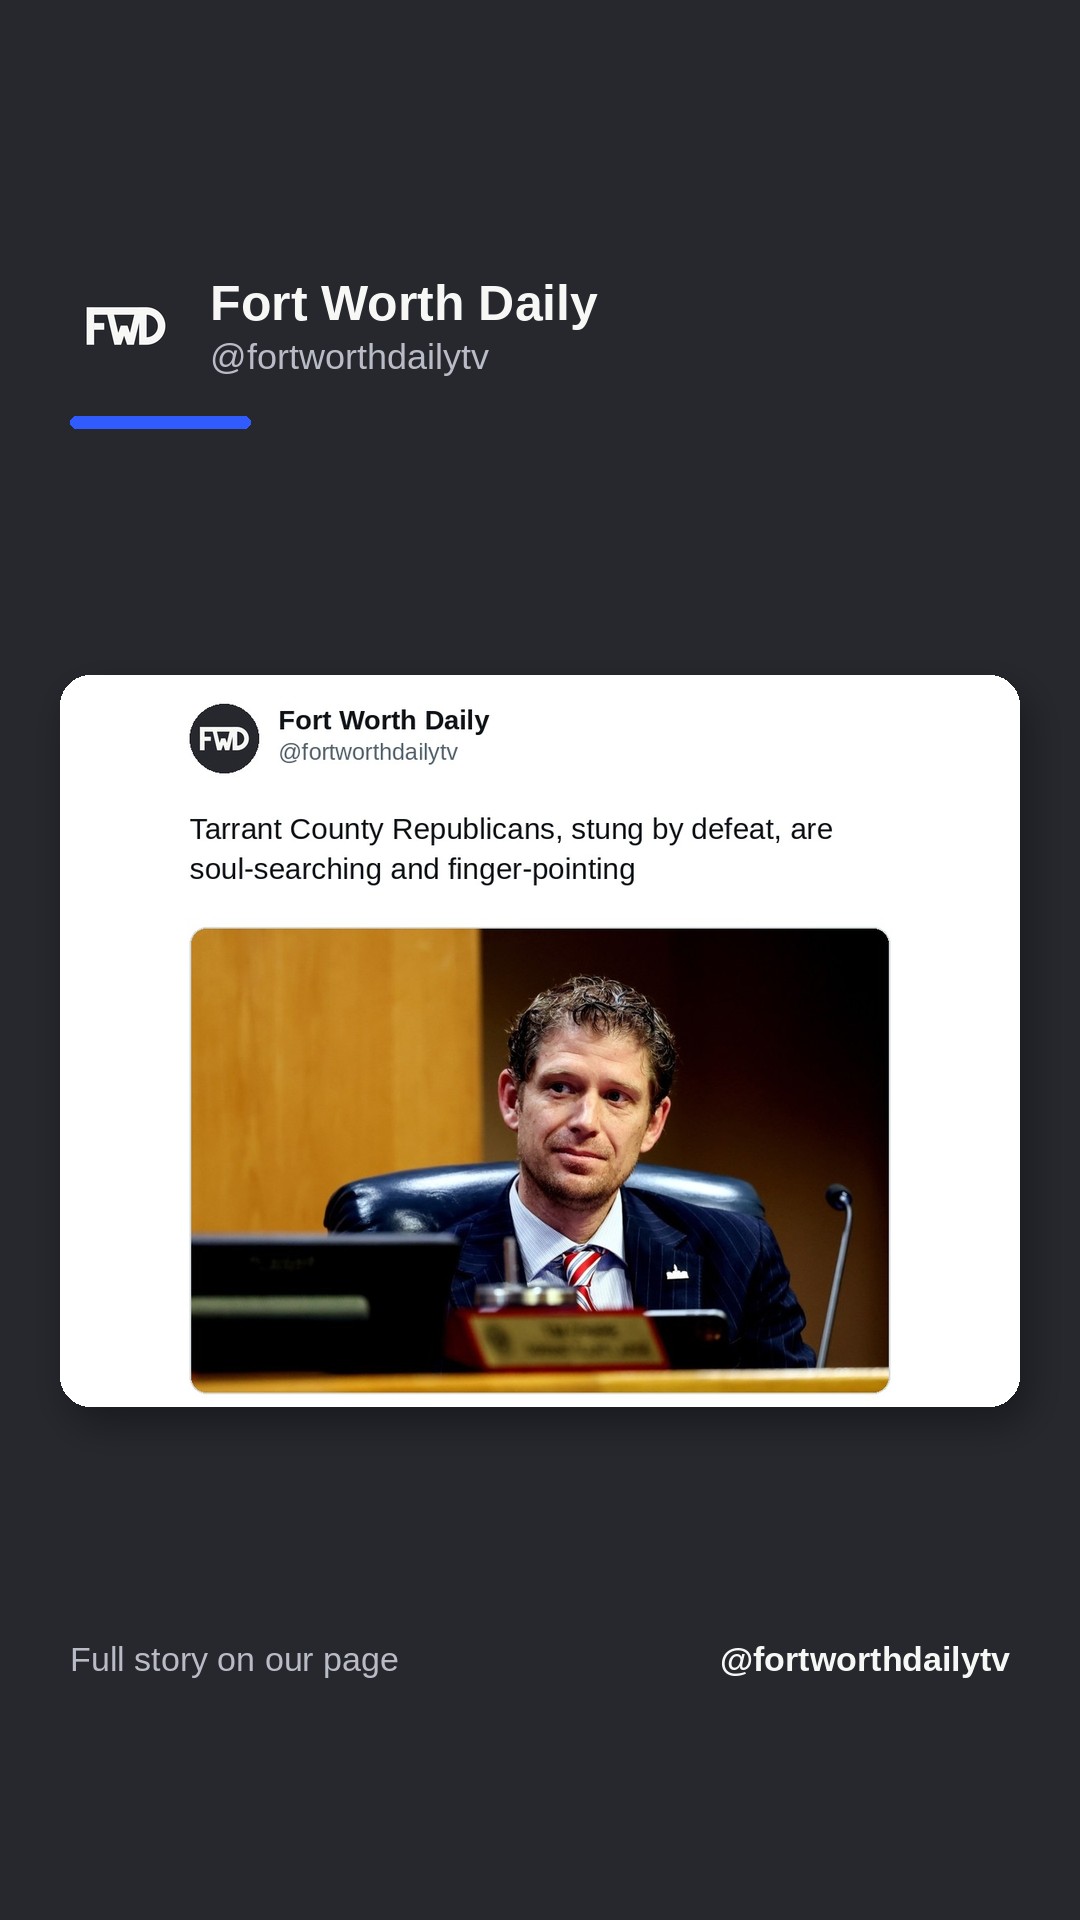 FWD
Fort Worth Daily
@fortworthdailytv
FWD
Fort Worth Daily
@fortworthdailytv
Tarrant County Republicans, stung by defeat, are
soul-searching and finger-pointing
Full story on our page
@fortworthdailytv